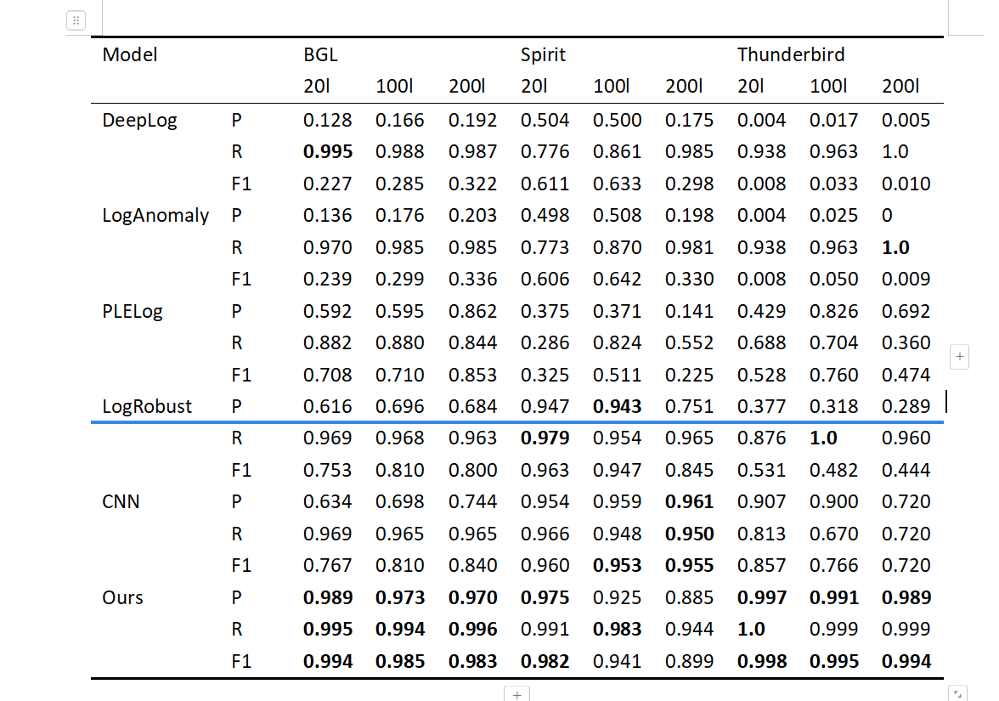 Model BGL Spirit Thunderbird
20l 100l 200l 20l 100l 200l 20l 100l 200l
DeepLog P 0.128 0.166 0.192 0.504 0.500 0.175 0.004 0.017 0.005
R 0.995 0.988 0.987 0.776 0.861 0.985 0.938 0.963 1.0
F1 0.227 0.285 0.322 0.611 0.633 0.298 0.008 0.033 0.010
LogAnomaly P 0.136 0.176 0.203 0.498 0.508 0.198 0.004 0.025 0
R 0.970 0.985 0.985 0.773 0.870 0.981 0.938 0.963 1.0
F1 0.239 0.299 0.336 0.606 0.642 0.330 0.008 0.050 0.009
PLELog P 0.592 0.595 0.862 0.375 0.371 0.141 0.429 0.826 0.692
R 0.882 0.880 0.844 0.286 0.824 0.552 0.688 0.704 0.360
F1 0.708 0.710 0.853 0.325 0.511 0.225 0.528 0.760 0.474
LogRobust P 0.616 0.696 0.684 0.947 0.943 0.751 0.377 0.318 0.289
R 0.969 0.968 0.963 0.979 0.954 0.965 0.876 1.0 0.960
F1 0.753 0.810 0.800 0.963 0.947 0.845 0.531 0.482 0.444
CNN P 0.634 0.698 0.744 0.954 0.959 0.961 0.907 0.900 0.720
R 0.969 0.965 0.965 0.966 0.948 0.950 0.813 0.670 0.720
F1 0.767 0.810 0.840 0.960 0.953 0.955 0.857 0.766 0.720
Ours P 0.989 0.973 0.970 0.975 0.925 0.885 0.997 0.991 0.989
R 0.995 0.994 0.996 0.991 0.983 0.944 1.0 0.999 0.999
F1 0.994 0.985 0.983 0.982 0.941 0.899 0.998 0.995 0.994